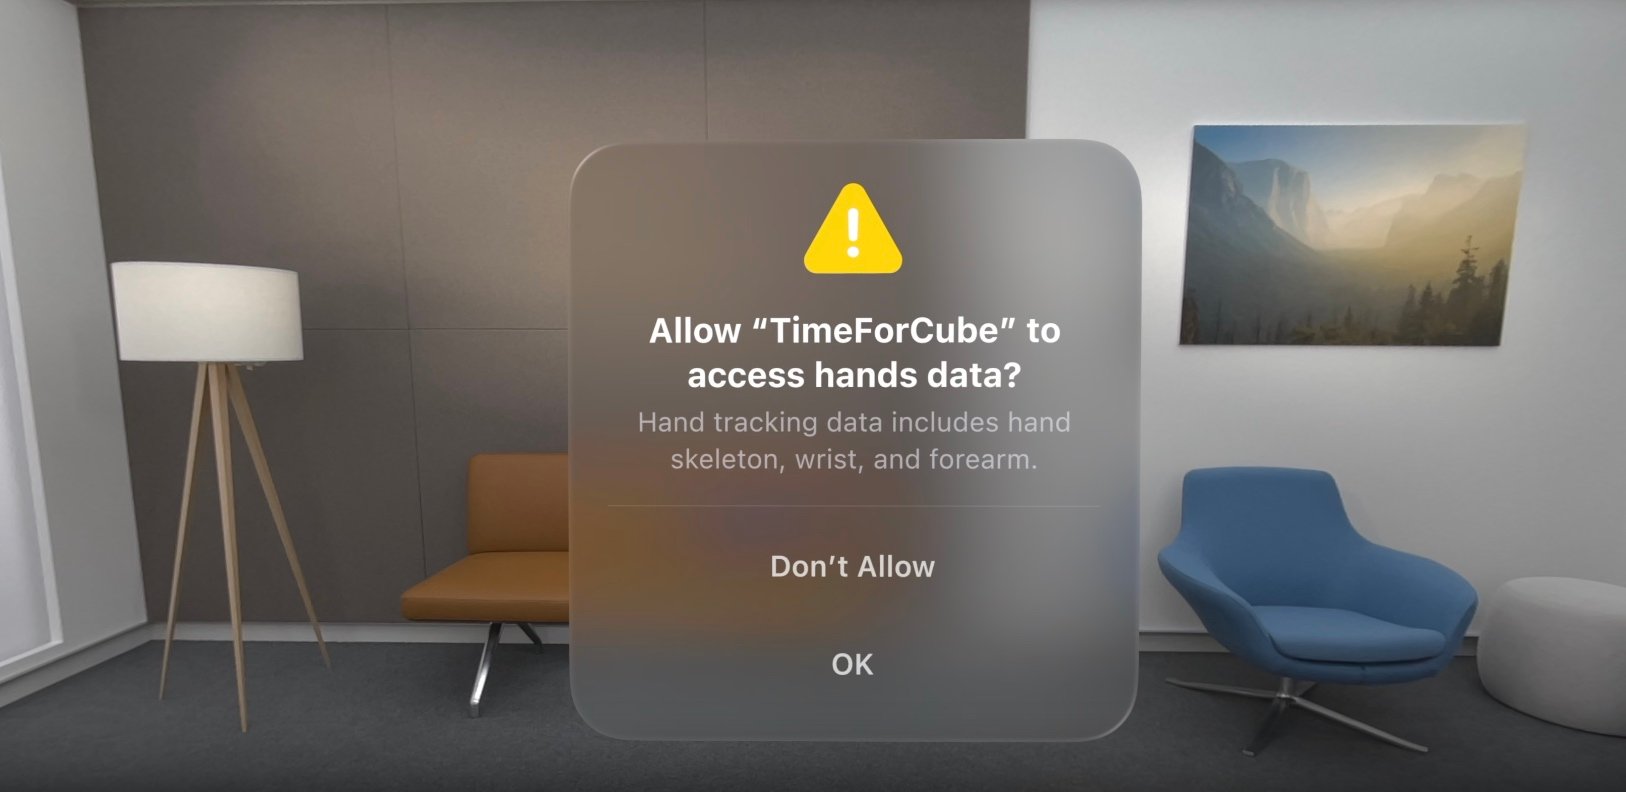 Allow “TimeForCube” to
access hands data?
Hand tracking data includes hand
skeleton, wrist, and forearm.
Don’t Allow
OK